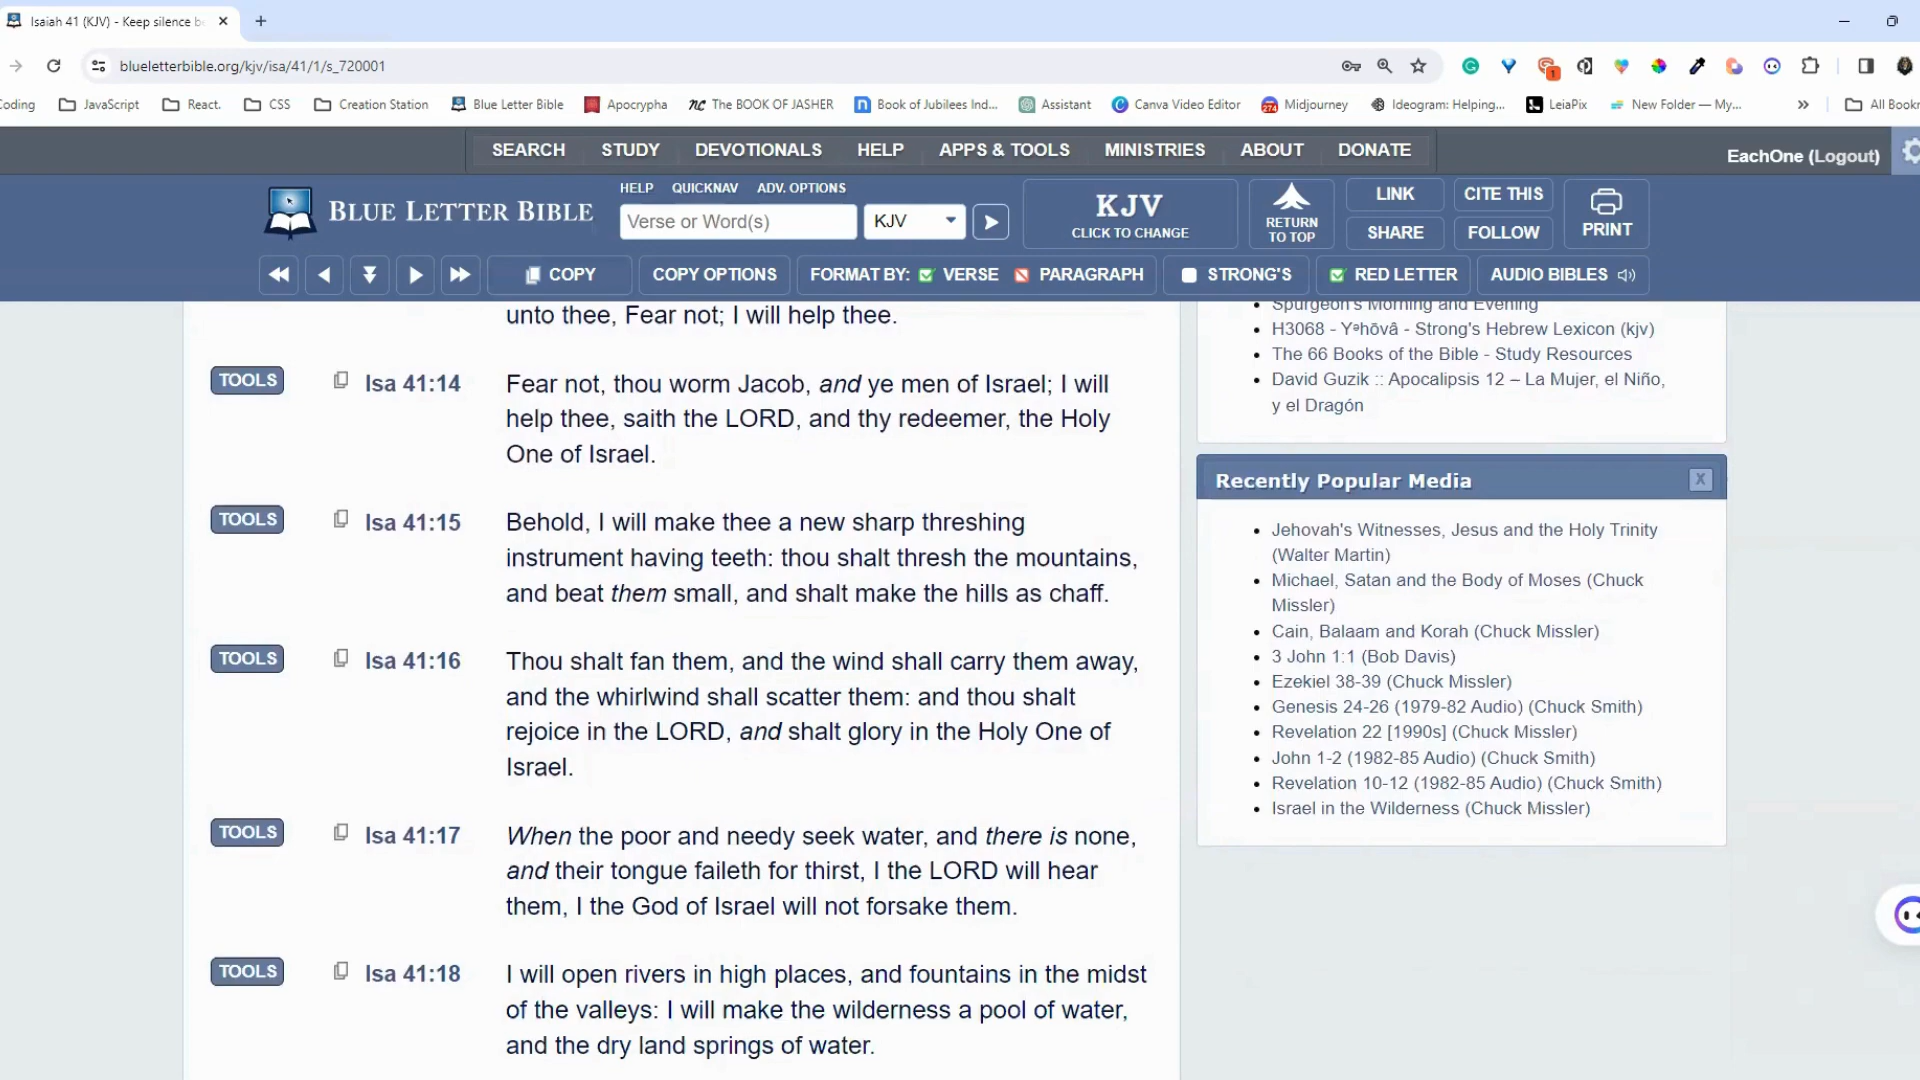 Isaiah 41 (KJV) - Keep silence b
blueletterbible.org/kjv/isa/41/1/s_720001
1
oding
JavaScript
React.
CSS
Creation Station
Blue Letter Bible
Apocrypha
The BOOK OF JASHER
Book of Jubilees Ind...
Assistant
Canva Video Editor
274
Midjourney
Ideogram: Helping...
LeiaPix
New Folder — My...
»
All Bookr
SEARCH
STUDY
DEVOTIONALS
HELP
APPS & TOOLS
MINISTRIES
ABOUT
DONATE
EachOne (Logout)
BLUE LETTER BIBLE
HELP
QUICKNAV
ADV. OPTIONS
Verse or Word(s)
KJV
KJV
CLICK TO CHANGE
RETURN
TO TOP
LINK
CITE THIS
SHARE
FOLLOW
PRINT
COPY
COPY OPTIONS
FORMAT BY: VERSE PARAGRAPH
STRONG'S
RED LETTER
AUDIO BIBLES
unto thee, Fear not; I will help thee.
TOOLS
Isa 41:14
Fear not, thou worm Jacob, and ye men of Israel; I will
help thee, saith the LORD, and thy redeemer, the Holy
One of Israel.
TOOLS
Isa 41:15
Behold, I will make thee a new sharp threshing
instrument having teeth: thou shalt thresh the mountains,
and beat them small, and shalt make the hills as chaff.
TOOLS
Isa 41:16
Thou shalt fan them, and the wind shall carry them away,
and the whirlwind shall scatter them: and thou shalt
rejoice in the LORD, and shalt glory in the Holy One of
Israel.
TOOLS
Isa 41:17
When the poor and needy seek water, and there is none,
and their tongue faileth for thirst, I the LORD will hear
them, I the God of Israel will not forsake them.
TOOLS
Isa 41:18
I will open rivers in high places, and fountains in the midst
of the valleys: I will make the wilderness a pool of water,
and the dry land springs of water.
Spurgeon's Morning and Evening
H3068 - Yᵊhōvâ - Strong's Hebrew Lexicon (kjv)
The 66 Books of the Bible - Study Resources
David Guzik :: Apocalipsis 12 – La Mujer, el Niño,
y el Dragón
Recently Popular Media
X
Jehovah's Witnesses, Jesus and the Holy Trinity
(Walter Martin)
Michael, Satan and the Body of Moses (Chuck
Missler)
Cain, Balaam and Korah (Chuck Missler)
3 John 1:1 (Bob Davis)
Ezekiel 38-39 (Chuck Missler)
Genesis 24-26 (1979-82 Audio) (Chuck Smith)
Revelation 22 [1990s] (Chuck Missler)
John 1-2 (1982-85 Audio) (Chuck Smith)
Revelation 10-12 (1982-85 Audio) (Chuck Smith)
Israel in the Wilderness (Chuck Missler)